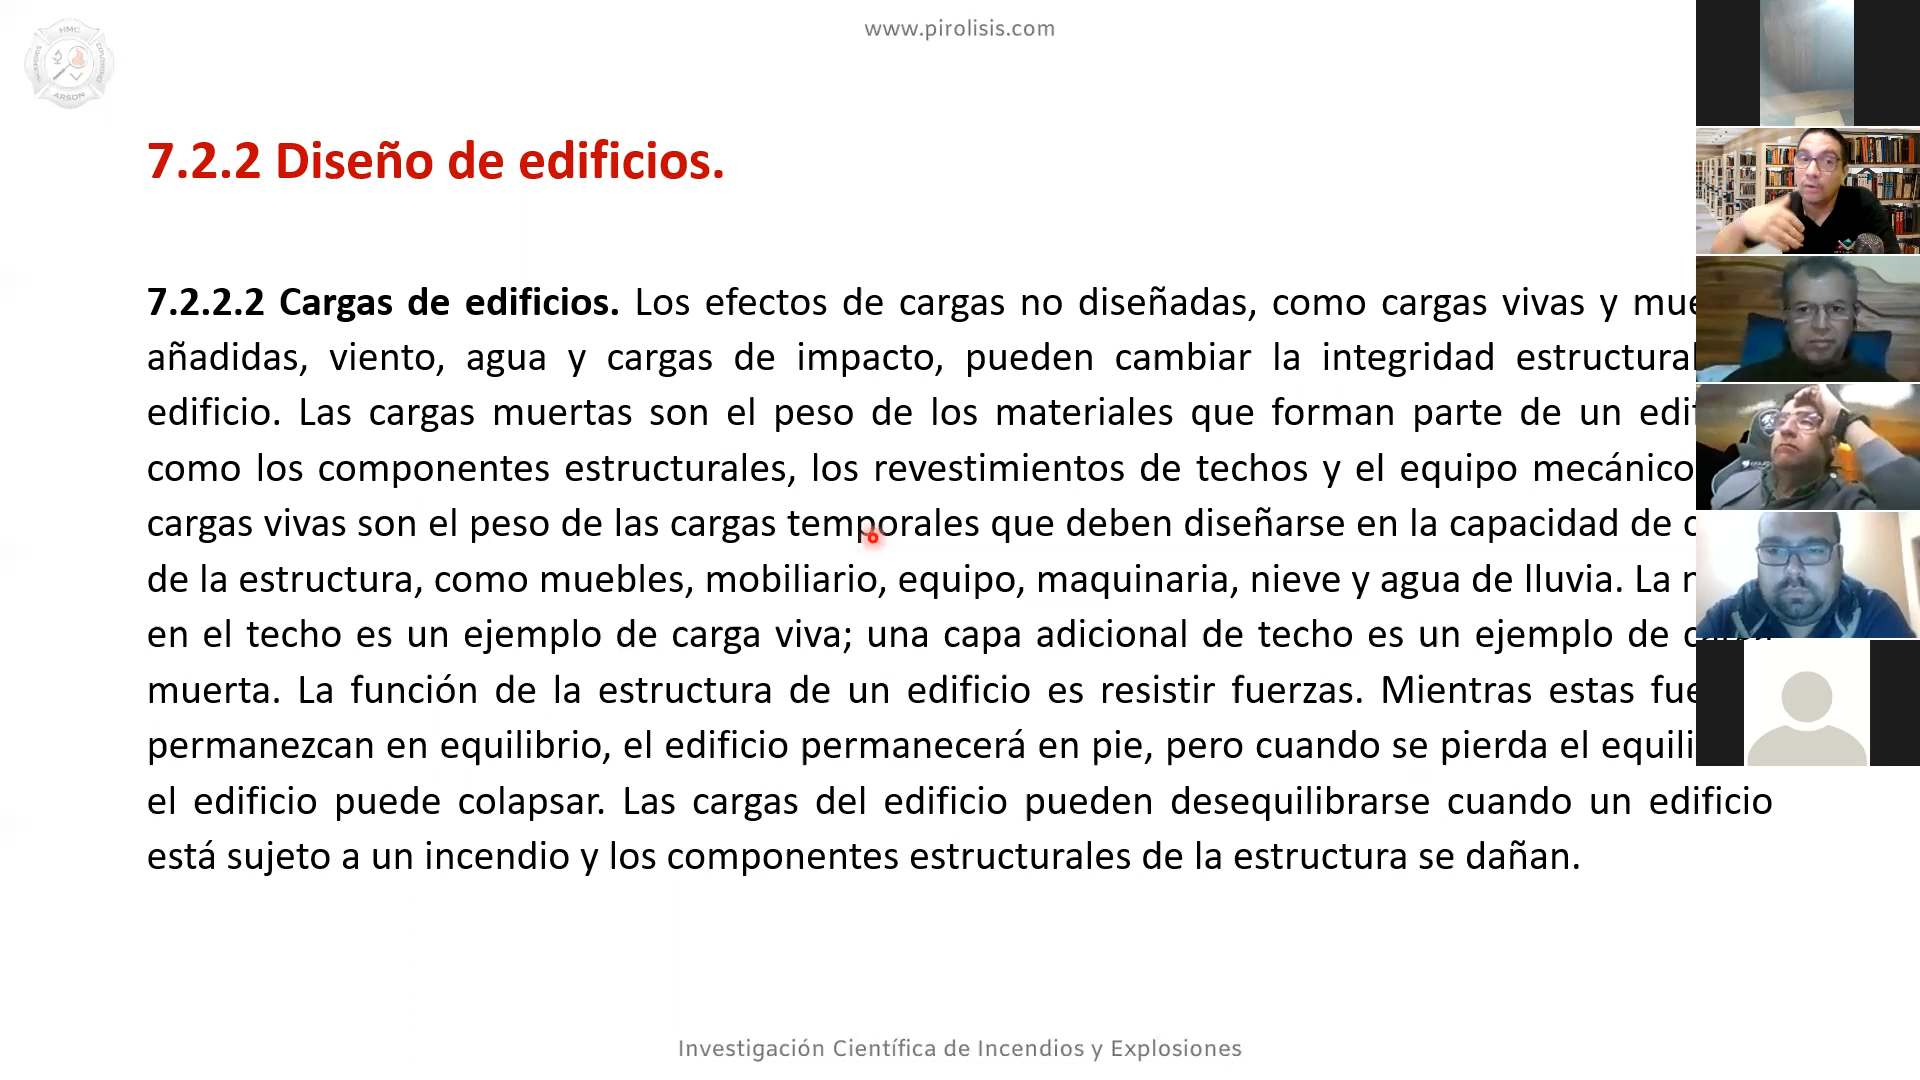 www.pirolisis.com
HMC
ARSON
7.2.2 Diseño de edificios.
7.2.2.2 Cargas de edificios. Los efectos de cargas no diseñadas, como cargas vivas y
añadidas, viento, agua y cargas de impacto, pueden cambiar la integridad estructural
edificio. Las cargas muertas son el peso de los materiales que forman parte de un
como los componentes estructurales, los revestimientos de techos y el equipo mecánico
cargas vivas son el peso de las cargas temporales que deben diseñarse en la capacidad de
de la estructura, como muebles, mobiliario, equipo, maquinaria, nieve y agua de lluvia. La
en el techo es un ejemplo de carga viva; una capa adicional de techo es un ejemplo de
muerta. La función de la estructura de un edificio es resistir fuerzas. Mientras estas
permanezcan en equilibrio, el edificio permanecerá en pie, pero cuando se pierda el
el edificio puede colapsar. Las cargas del edificio pueden desequilibrarse cuando un edificio
está sujeto a un incendio y los componentes estructurales de la estructura se dañan.
Investigación Científica de Incendios y Explosiones